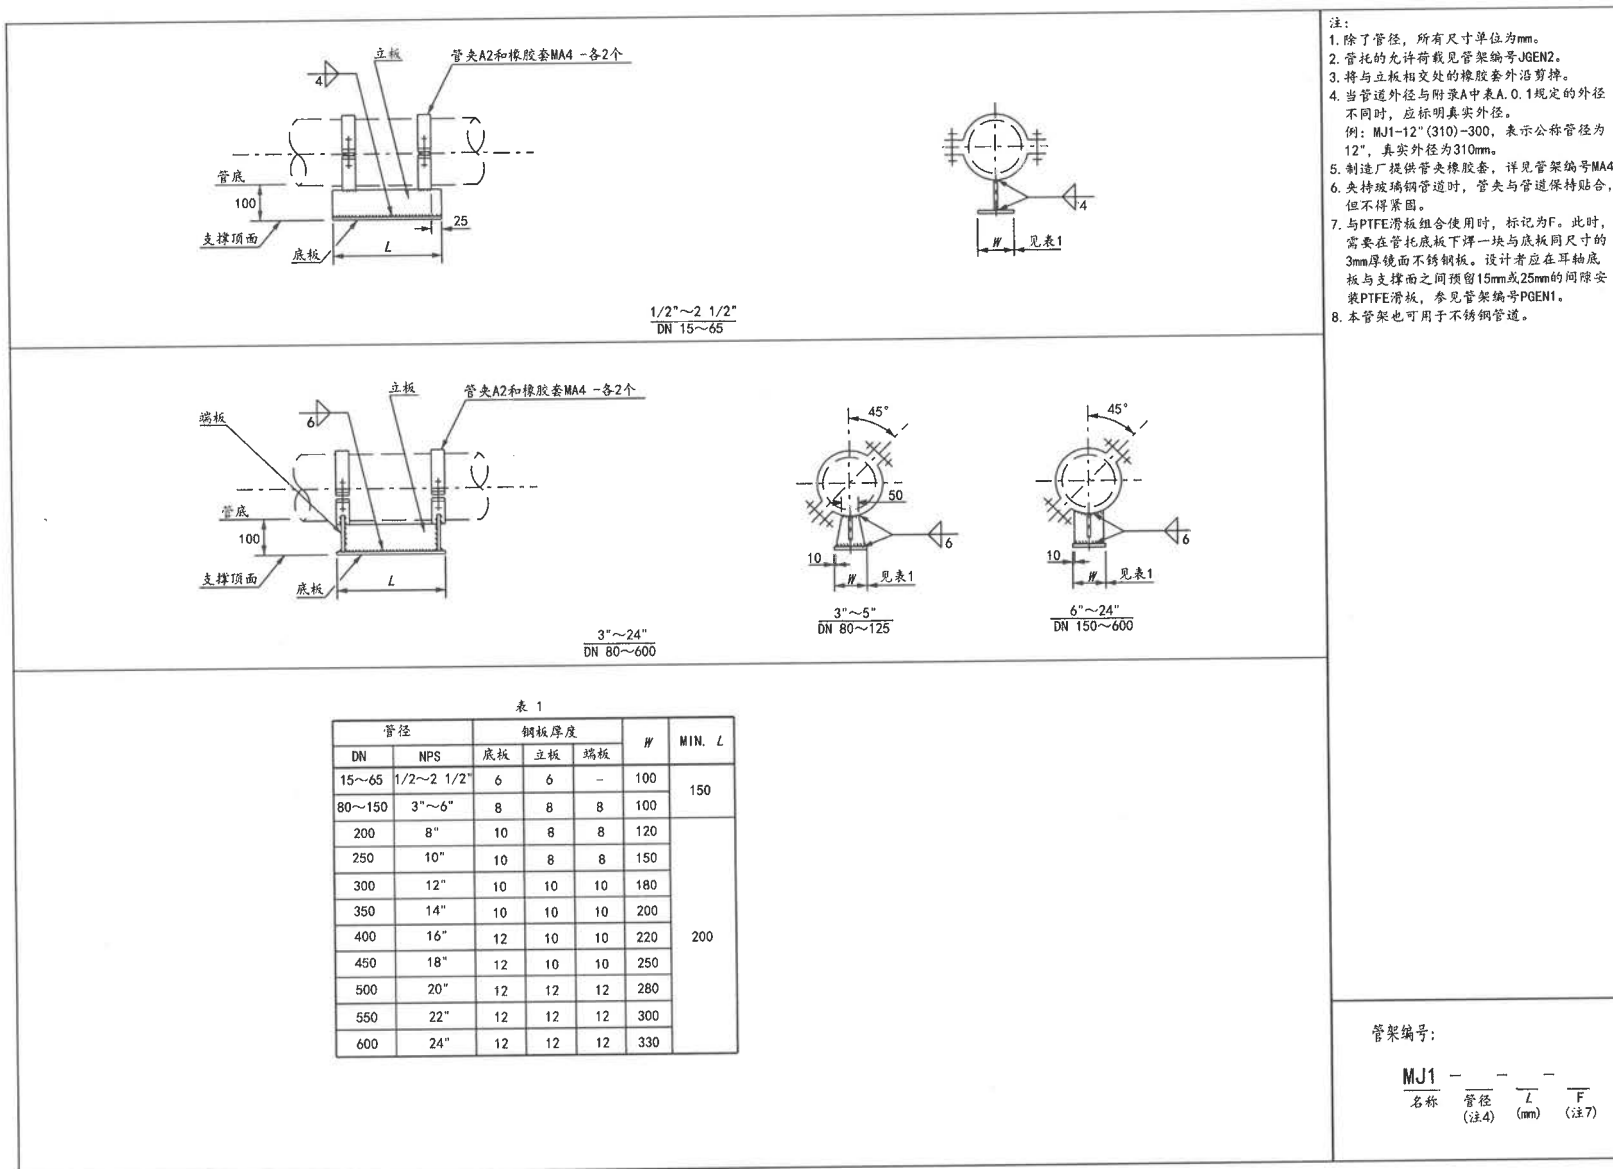 立板
管夹A2和橡胶套MA4 -各2个
4
管底
100
25
支撑顶面
底板
L
4
W
见表1
1/2"～2 1/2"
DN 15～65
立板
管夹A2和橡胶套MA4 -各2个
端板
6
管底
100
支撑顶面
底板
L
3"～24"
DN 80～600
45°
50
6
10
W
见表1
3"～5"
DN 80～125
45°
6
10
W
见表1
6"～24"
DN 150～600
表 1
管径 钢板厚度 W MIN. L
DN NPS 底板 立板 端板
15～65 1/2～2 1/2" 6 6 - 100 150
80～150 3"～6" 8 8 8 100
200 8" 10 8 8 120 200
250 10" 10 8 8 150
300 12" 10 10 10 180
350 14" 10 10 10 200
400 16" 12 10 10 220
450 18" 12 10 10 250
500 20" 12 12 12 280
550 22" 12 12 12 300
600 24" 12 12 12 330
注:
1. 除了管径，所有尺寸单位为mm。
2. 管托的允许荷载见管架编号JGEN2。
3. 将与立板相交处的橡胶套外沿剪掉。
4. 当管道外径与附录A中表A.0.1规定的外径
不同时，应标明真实外径。
例: MJ1-12"(310)-300, 表示公称管径为
12", 真实外径为310mm。
5. 制造厂提供管夹橡胶套，详见管架编号MA4
6. 夹持玻璃钢管道时，管夹与管道保持贴合，
但不得紧固。
7. 与PTFE滑板组合使用时，标记为F。此时，
需要在管托底板下焊一块与底板同尺寸的
3mm厚镜面不锈钢板。设计者应在耳轴底
板与支撑面之间预留15mm或25mm的间隙安
装PTFE滑板，参见管架编号PGEN1。
8. 本管架也可用于不锈钢管道。
管架编号:
MJ1 - - -
名称 管径 L F
(注4) (mm) (注7)